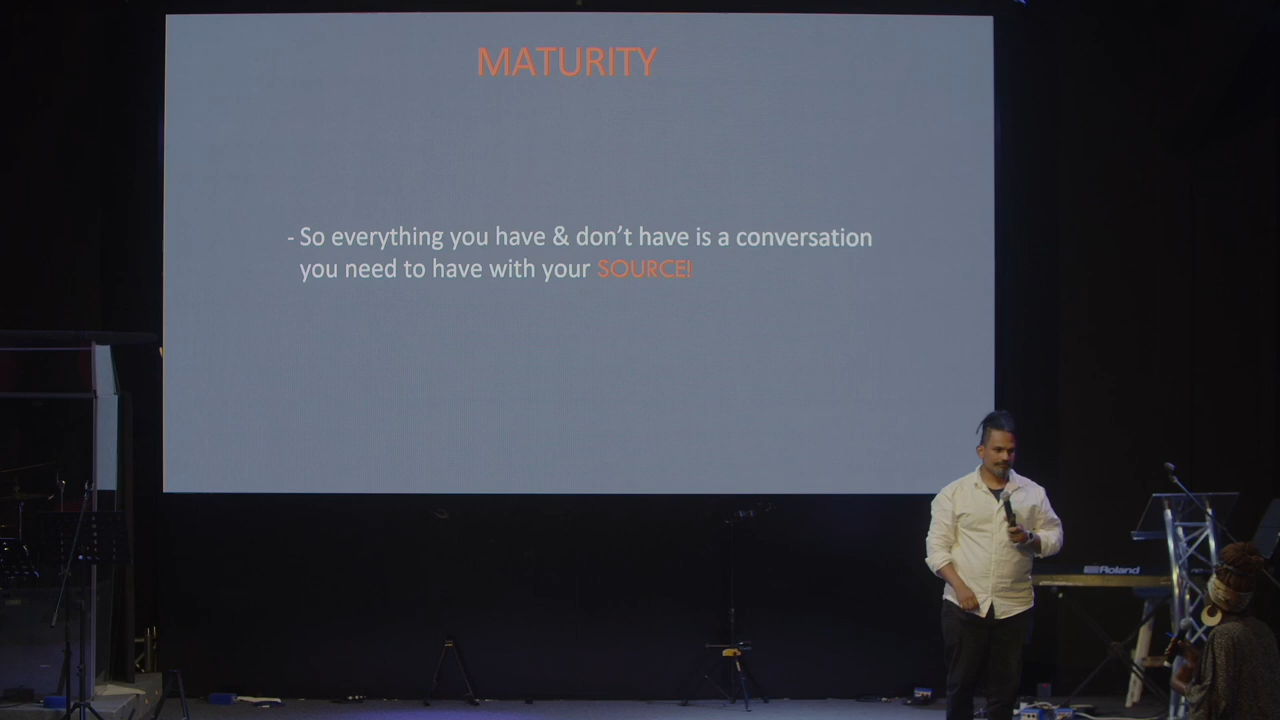 MATURITY
- So everything you have & don't have is a conversation
you need to have with your SOURCE!
Roland